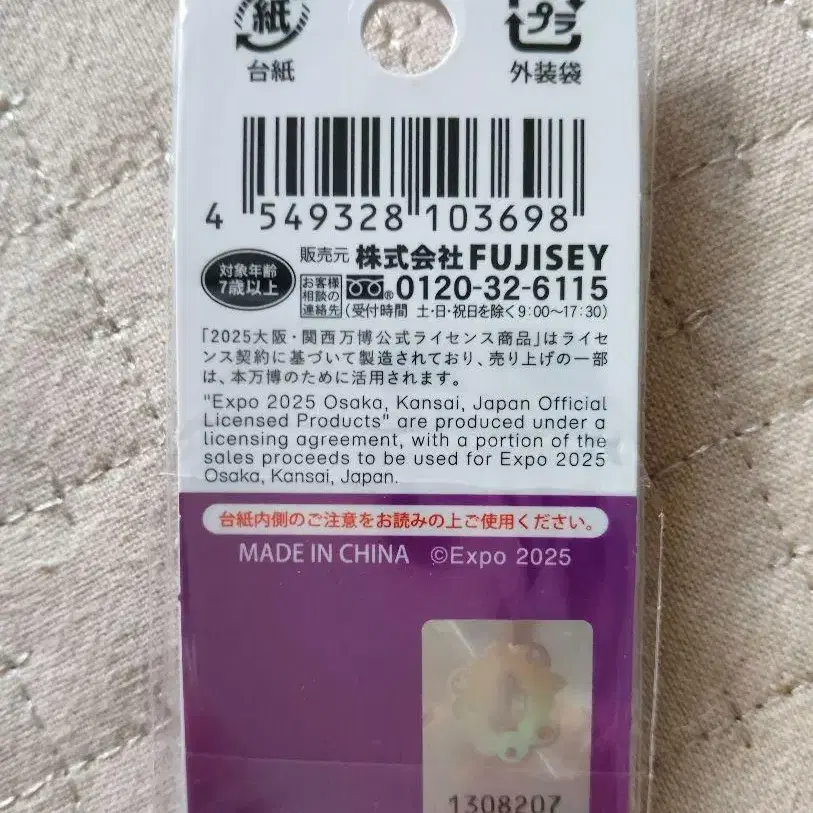 紙
プラ
台紙
外装袋
4 549328 103698
対象年齢
7歳以上
販売元 株式会社FUJISEY
お客様
相談の
連絡先
®0120-32-6115
(受付時間 土・日・祝日を除く9:00〜17:30)
「2025大阪・関西万博公式ライセンス商品」はライセ
ンス契約に基づいて製造されており、売り上げの一部
は、本万博のために活用されます。
"Expo 2025 Osaka, Kansai, Japan Official
Licensed Products" are produced under a
licensing agreement, with a portion of the
sales proceeds to be used for Expo 2025
Osaka, Kansai, Japan.
台紙内側のご注意をお読みの上ご使用ください。
MADE IN CHINA ©Expo 2025
1308207